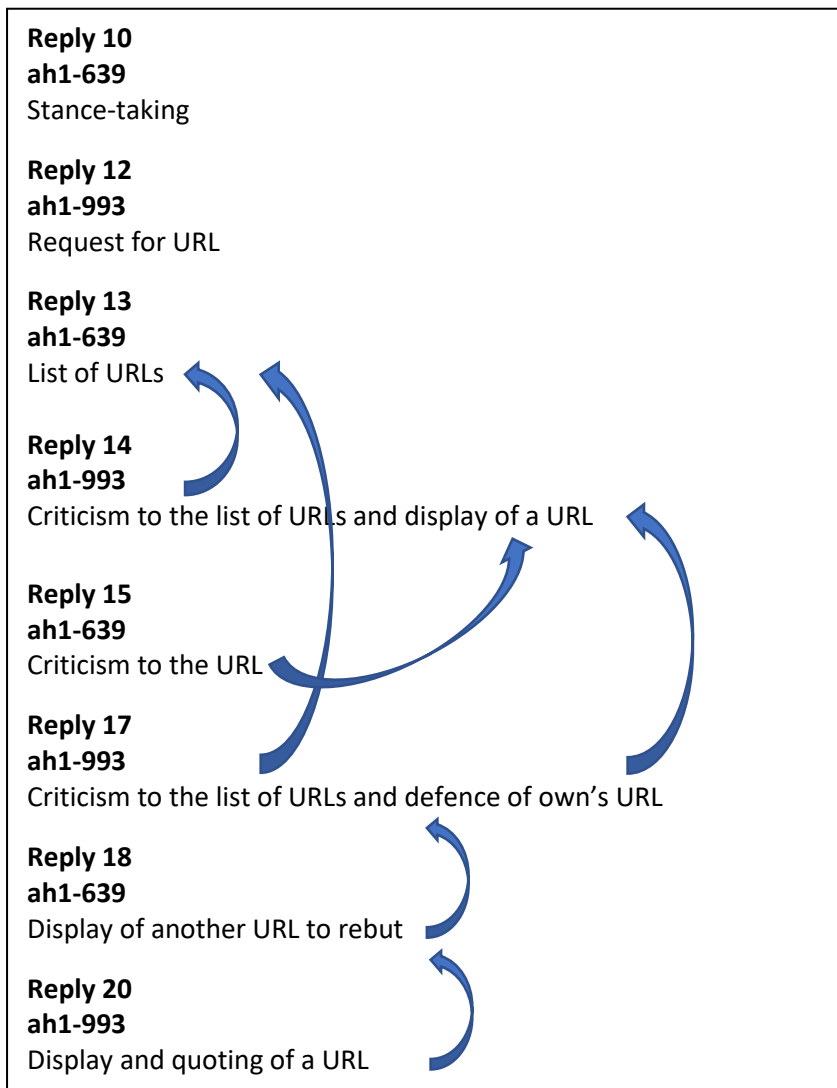 Reply 10
ah1-639
Stance-taking
Reply 12
ah1-993
Request for URL
Reply 13
ah1-639
List of URLs
Reply 14
ah1-993
Criticism to the list of URLs and display of a URL
Reply 15
ah1-639
Criticism to the URL
Reply 17
ah1-993
Criticism to the list of URLs and defence of own’s URL
Reply 18
ah1-639
Display of another URL to rebut
Reply 20
ah1-993
Display and quoting of a URL